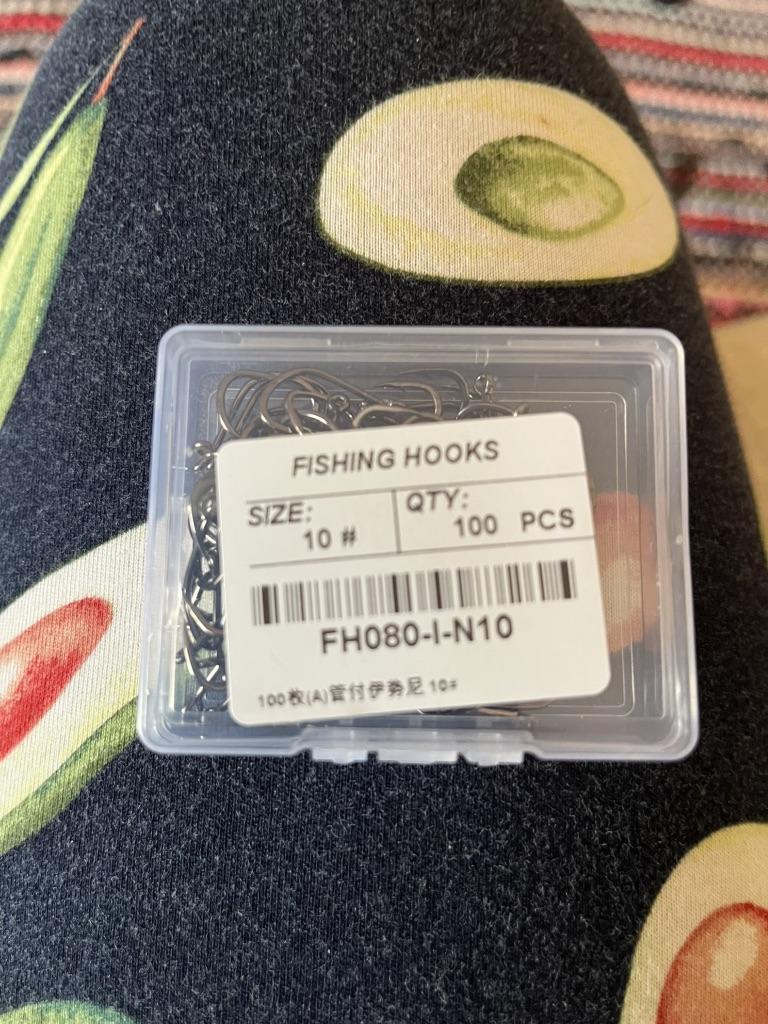 FISHING HOOKS
SIZE: QTY:
10 # 100 PCS
FH080-I-N10
100枚(A)管付伊势尼 10#